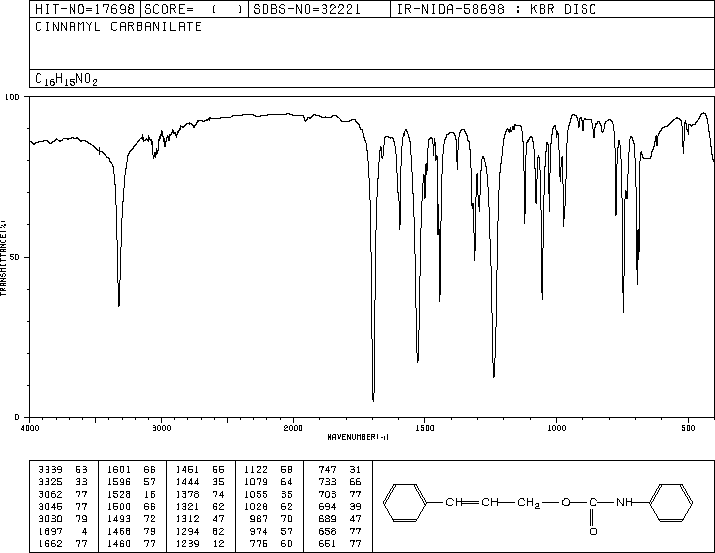 HIT-NO=17698 SCORE= ( ) SDBS-NO=32221 IR-NIDA-58698 : KBR DISC
CINNAMYL CARBANILATE
C16H15NO2
100
50
0
TRANSMITTANCE(%)
4000 3000 2000 1500 1000 500
WAVENUMBER(-1)
3339 63 1601 66 1451 66 1122 58 747 31
3325 33 1596 57 1444 35 1079 64 733 66
3062 77 1528 16 1378 74 1055 35 703 77
3045 77 1500 66 1321 62 1028 62 694 39
3030 79 1493 72 1312 47 987 70 689 47
1697 4 1468 79 1294 62 974 57 658 77
1662 77 1460 77 1239 12 776 60 651 77
CH CH CH2 O C NH
O